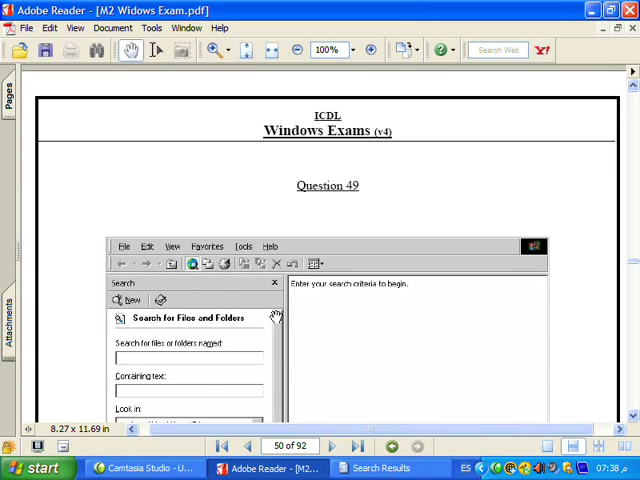 Adobe Reader - [M2 Widows Exam.pdf]
File Edit View Document Tools Window Help
100%
Search Web
Y!
Pages
Attachments
ICDL
Windows Exams (v4)
Question 49
File Edit View Favorites Tools Help
Search
Enter your search criteria to begin.
New
Search for Files and Folders
Search for files or folders named:
Containing text:
Look in:
8.27 x 11.69 in
50 of 92
start
Camtasia Studio - U...
Adobe Reader - [M2...
Search Results
ES
07:38 م